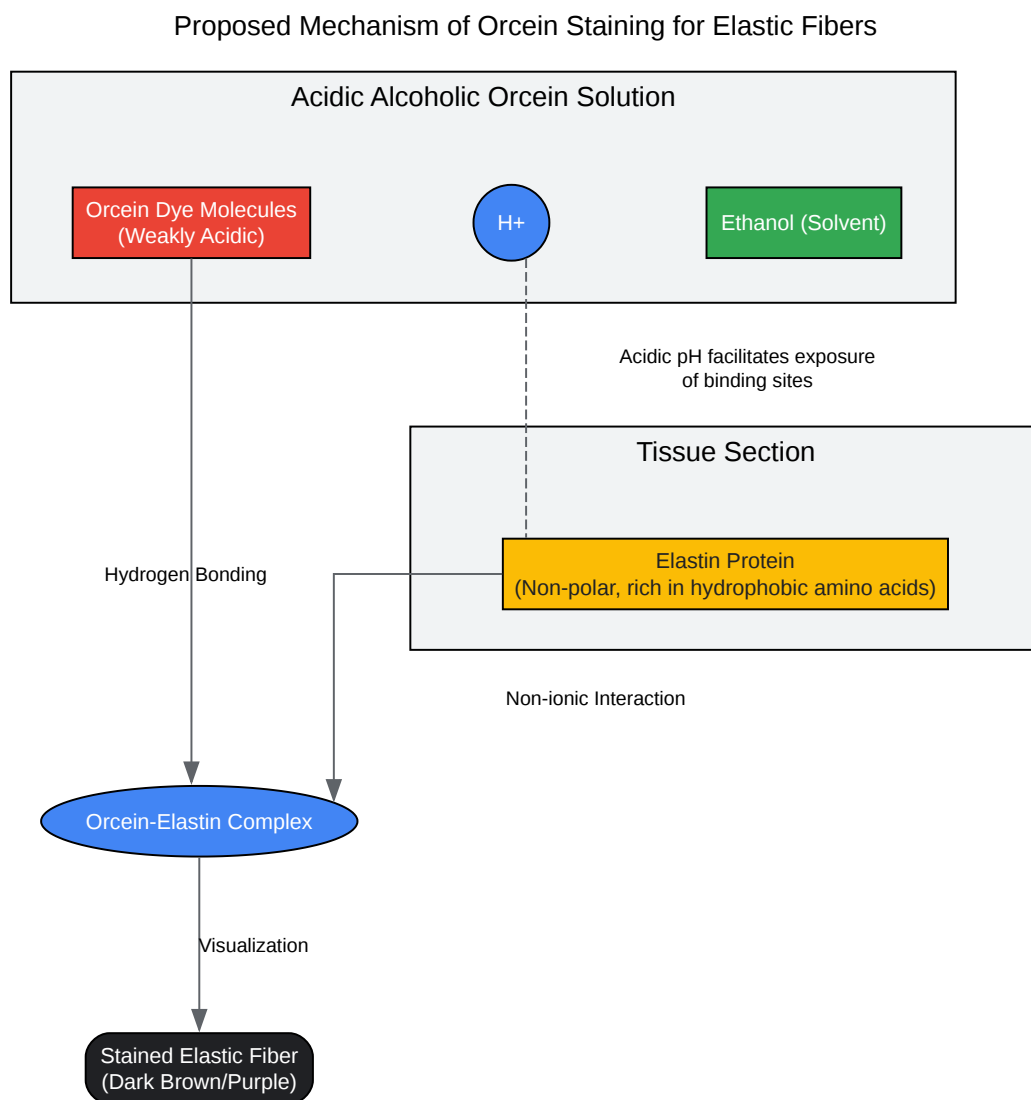 Proposed Mechanism of Orcein Staining for Elastic Fibers
Acidic Alcoholic Orcein Solution
Orcein Dye Molecules
(Weakly Acidic)
H+
Ethanol (Solvent)
Acidic pH facilitates exposure
of binding sites
Tissue Section
Elastin Protein
(Non-polar, rich in hydrophobic amino acids)
Hydrogen Bonding
Non-ionic Interaction
Orcein-Elastin Complex
Visualization
Stained Elastic Fiber
(Dark Brown/Purple)